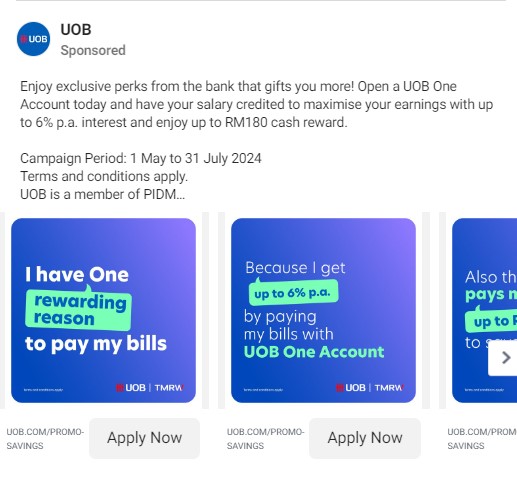 UOB
Sponsored
UOB
Enjoy exclusive perks from the bank that gifts you more! Open a UOB One
Account today and have your salary credited to maximise your earnings with up
to 6% p.a. interest and enjoy up to RM180 cash reward.
Campaign Period: 1 May to 31 July 2024
Terms and conditions apply.
UOB is a member of PIDM...
I have One
rewarding
reason
to pay my bills
Terms and conditions apply
UOB | TMRW
Because I get
up to 6% p.a.
by paying
my bills with
UOB One Account
Terms and conditions apply
UOB | TMRW
Also th
pays m
up to
to
Terms and conditions apply
UOB.COM/PROMO-
SAVINGS
Apply Now
UOB.COM/PROMO-
SAVINGS
Apply Now
UOB.COM/PROM
SAVINGS